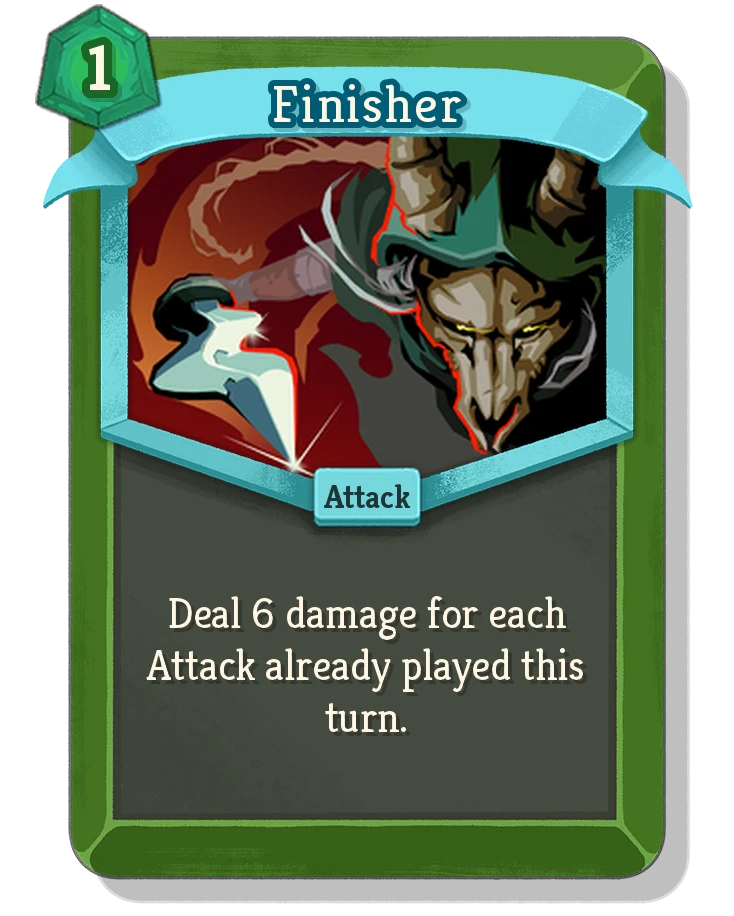 1
Finisher
Attack
Deal 6 damage for each
Attack already played this
turn.